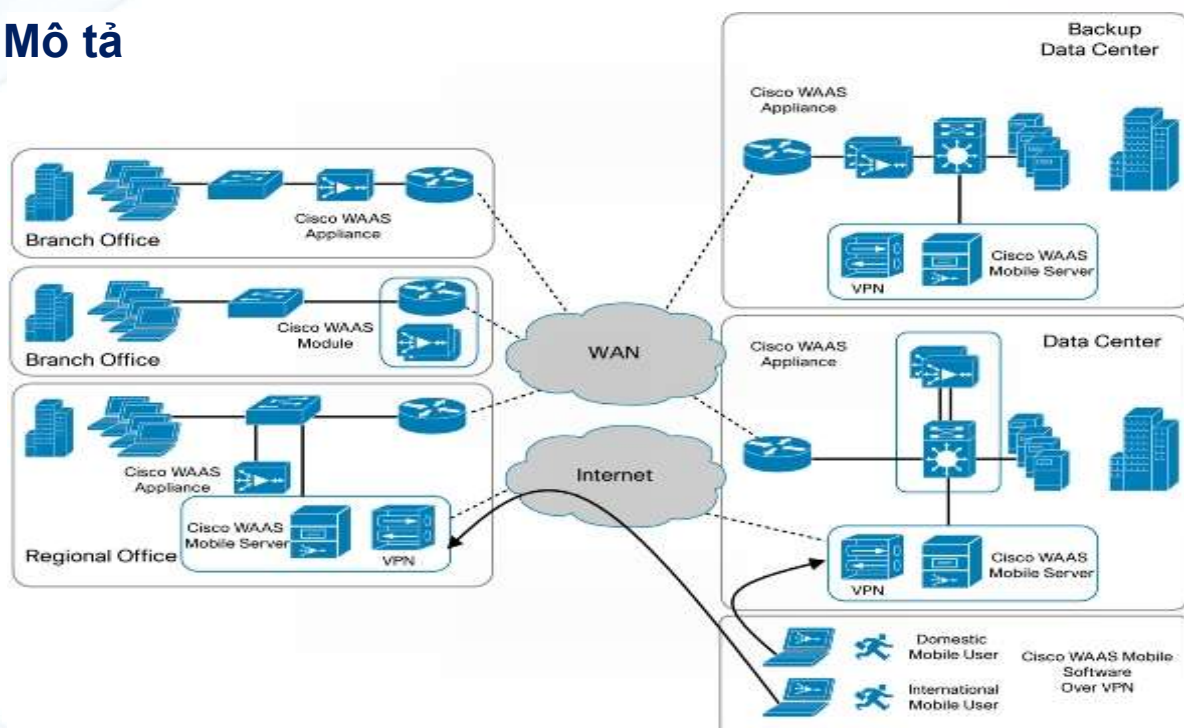 Mô tả
Backup
Data Center
Cisco WAAS
Appliance
VPN
Cisco WAAS
Mobile Server
Cisco WAAS
Appliance
Branch Office
Cisco WAAS
Module
Branch Office
WAN
Cisco WAAS
Appliance
Data Center
Internet
Cisco WAAS
Appliance
Cisco WAAS
Mobile Server
VPN
Regional Office
VPN
Cisco WAAS
Mobile Server
Domestic
Mobile User
International
Mobile User
Cisco WAAS Mobile
Software
Over VPN